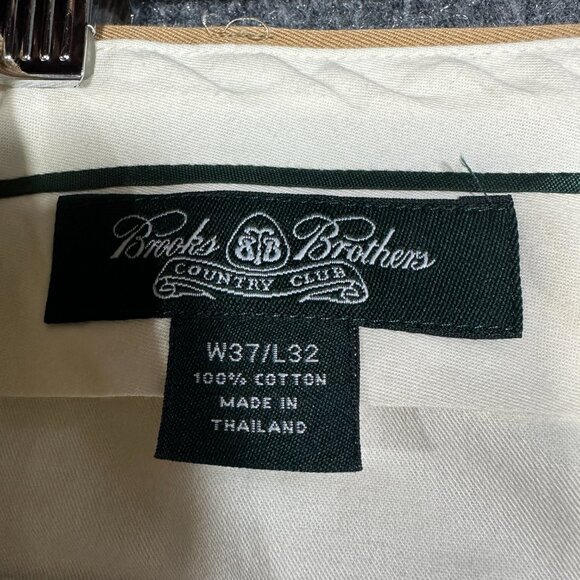 Brooks BB Brothers
COUNTRY CLUB
W37/L32
100% COTTON
MADE IN
THAILAND